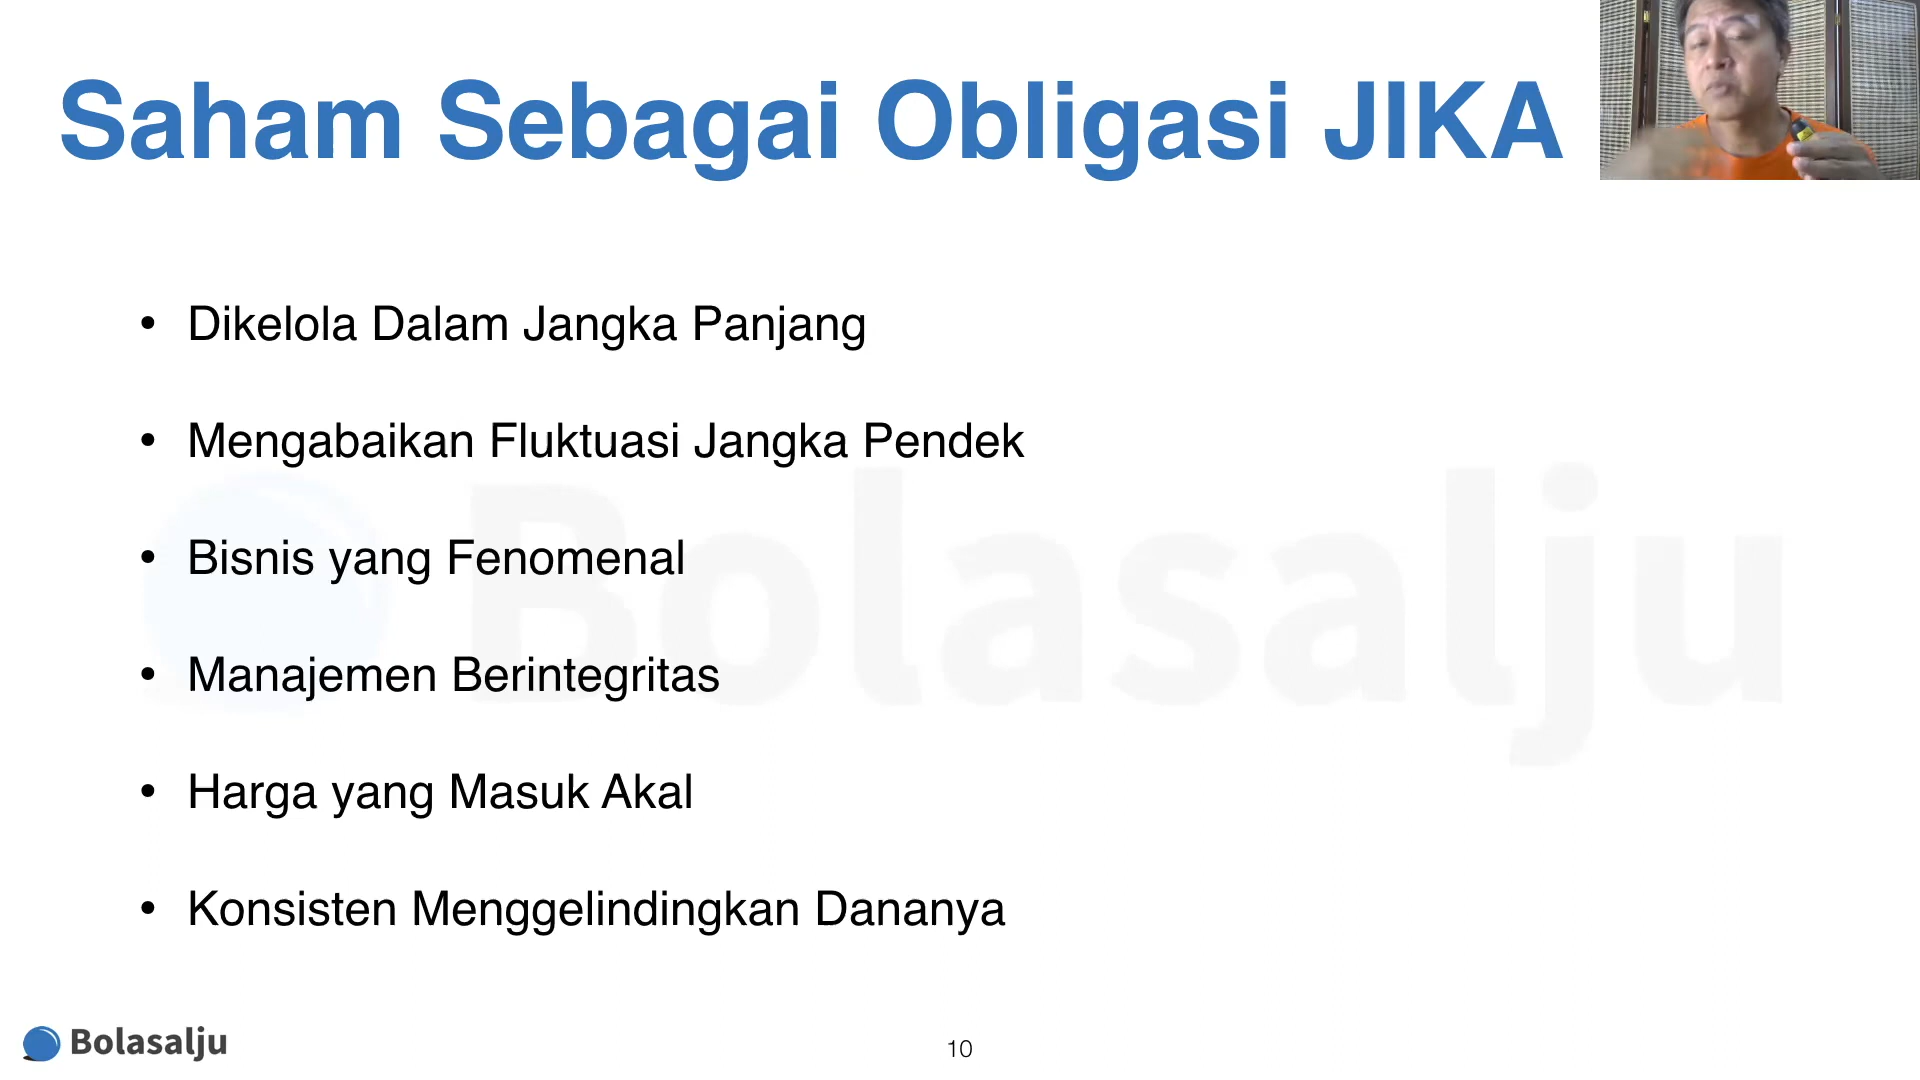 Saham Sebagai Obligasi JIKA
• Dikelola Dalam Jangka Panjang
• Mengabaikan Fluktuasi Jangka Pendek
• Bisnis yang Fenomenal
• Manajemen Berintegritas
• Harga yang Masuk Akal
• Konsisten Menggelindingkan Dananya
Bolasalju
Bolasalju
10